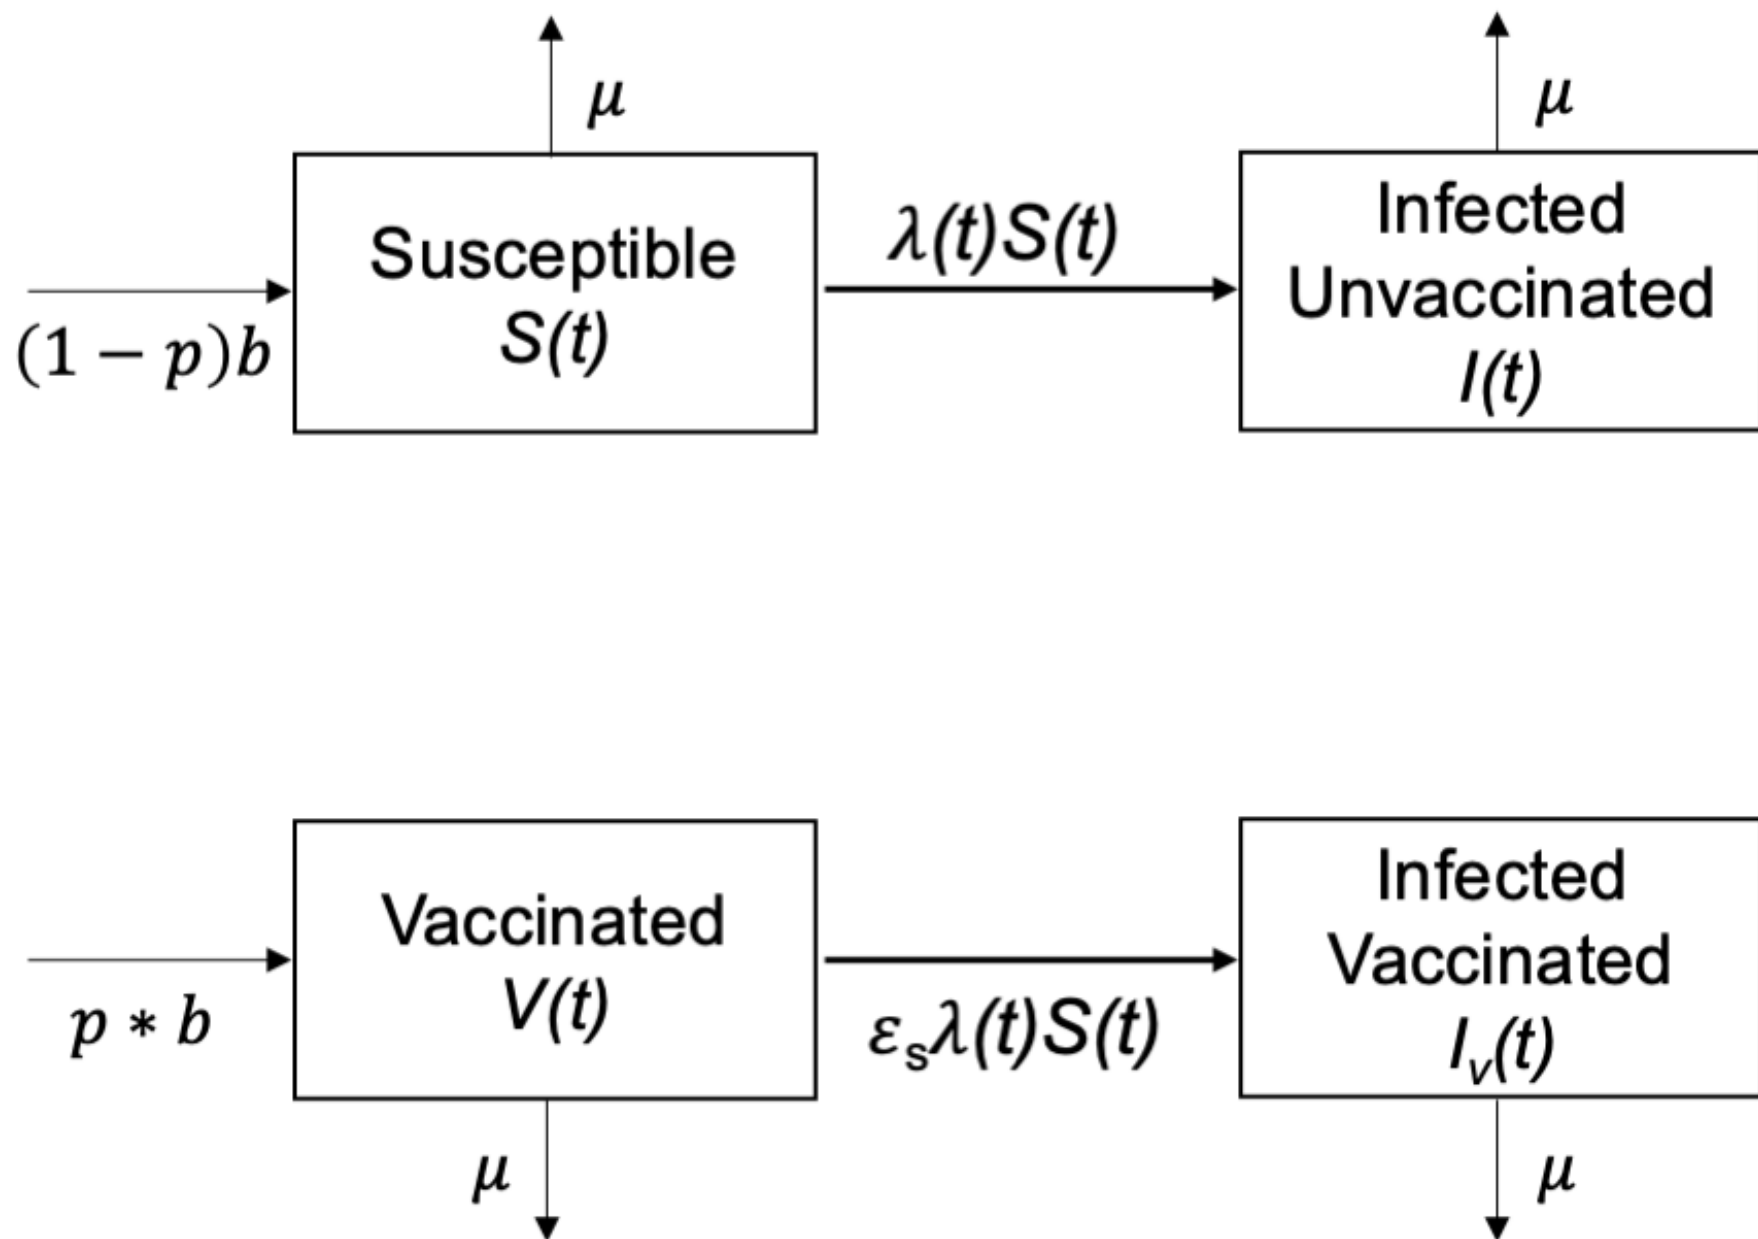 μ
μ
Susceptible
S(t)
(1 − p)b
λ(t)S(t)
Infected
Unvaccinated
I(t)
Vaccinated
V(t)
p * b
εsλ(t)S(t)
Infected
Vaccinated
Iv(t)
μ
μ